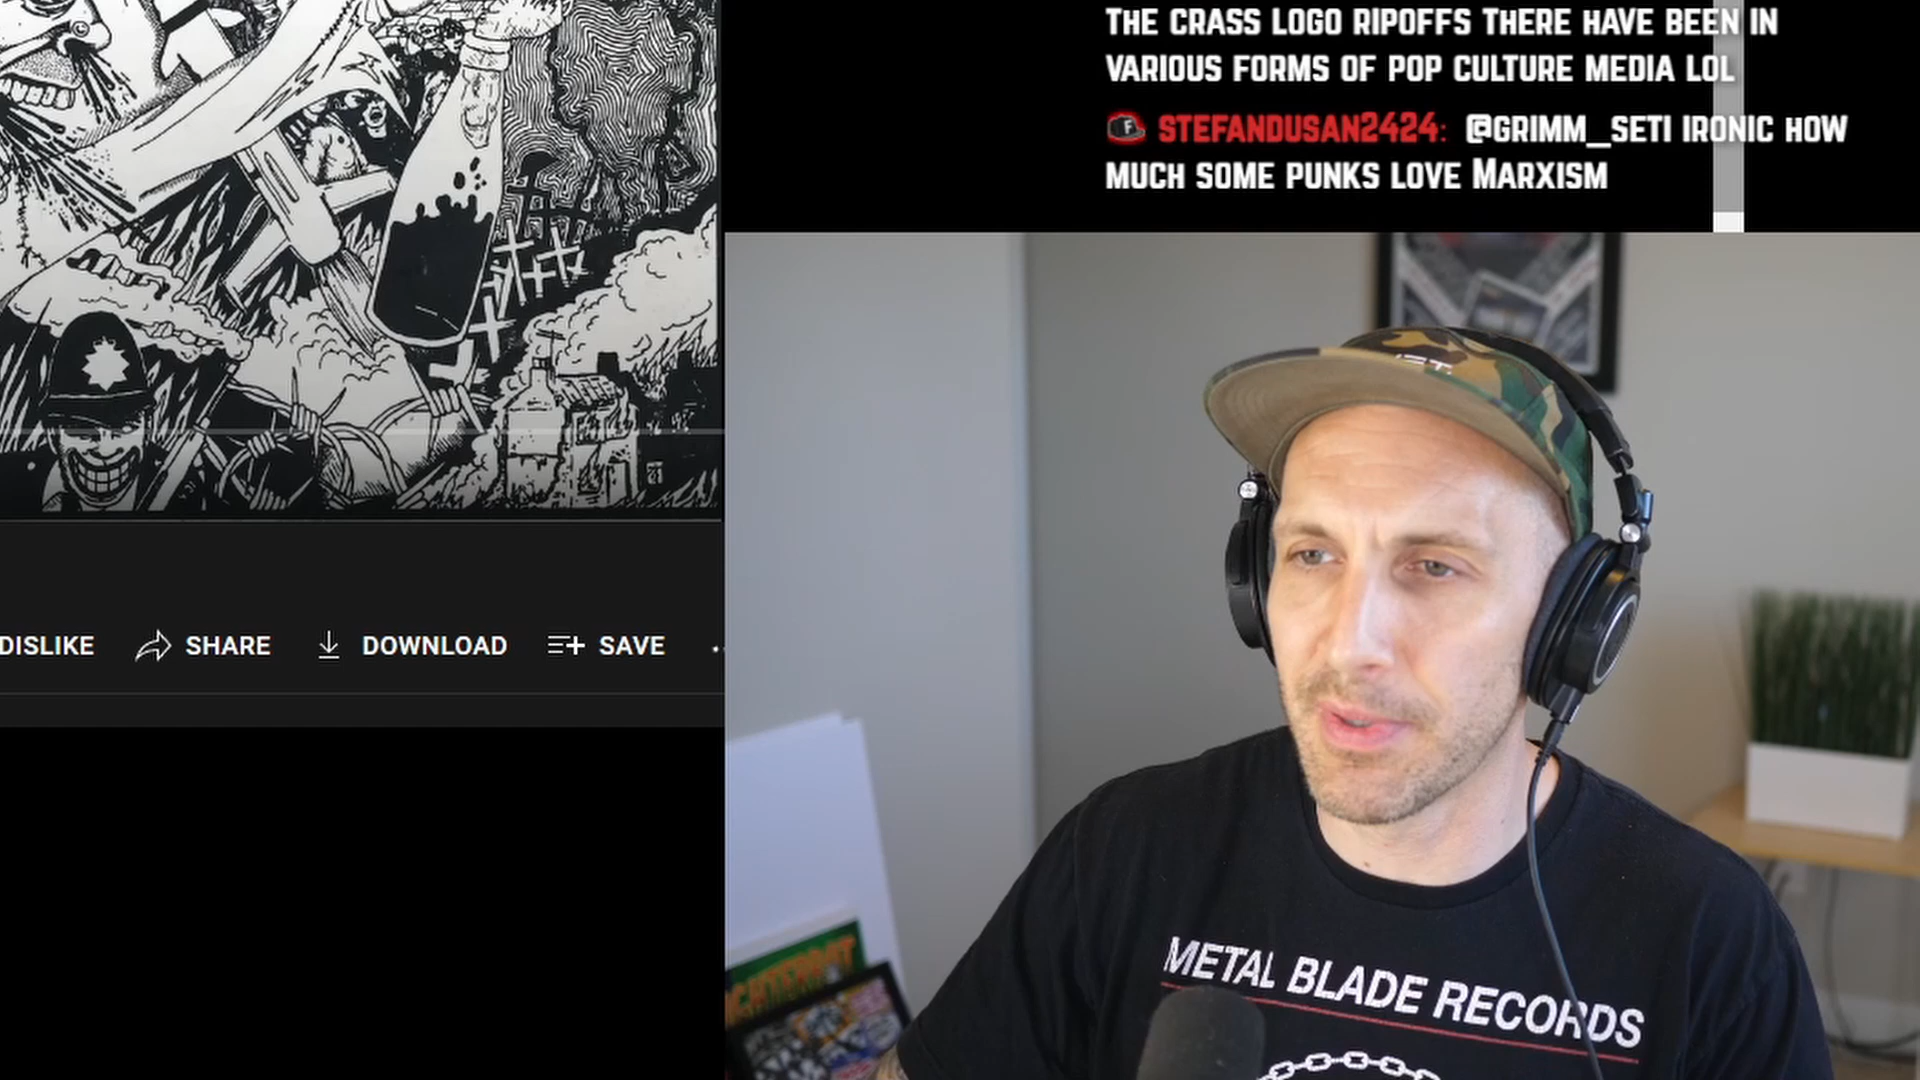 THE CRASS LOGO RIPOFFS THERE HAVE BEEN IN
VARIOUS FORMS OF POP CULTURE MEDIA LOL
STEFANDUSAN2424: @GRIMM_SETI IRONIC HOW
MUCH SOME PUNKS LOVE MARXISM
DISLIKE SHARE DOWNLOAD SAVE
METAL BLADE RECORDS